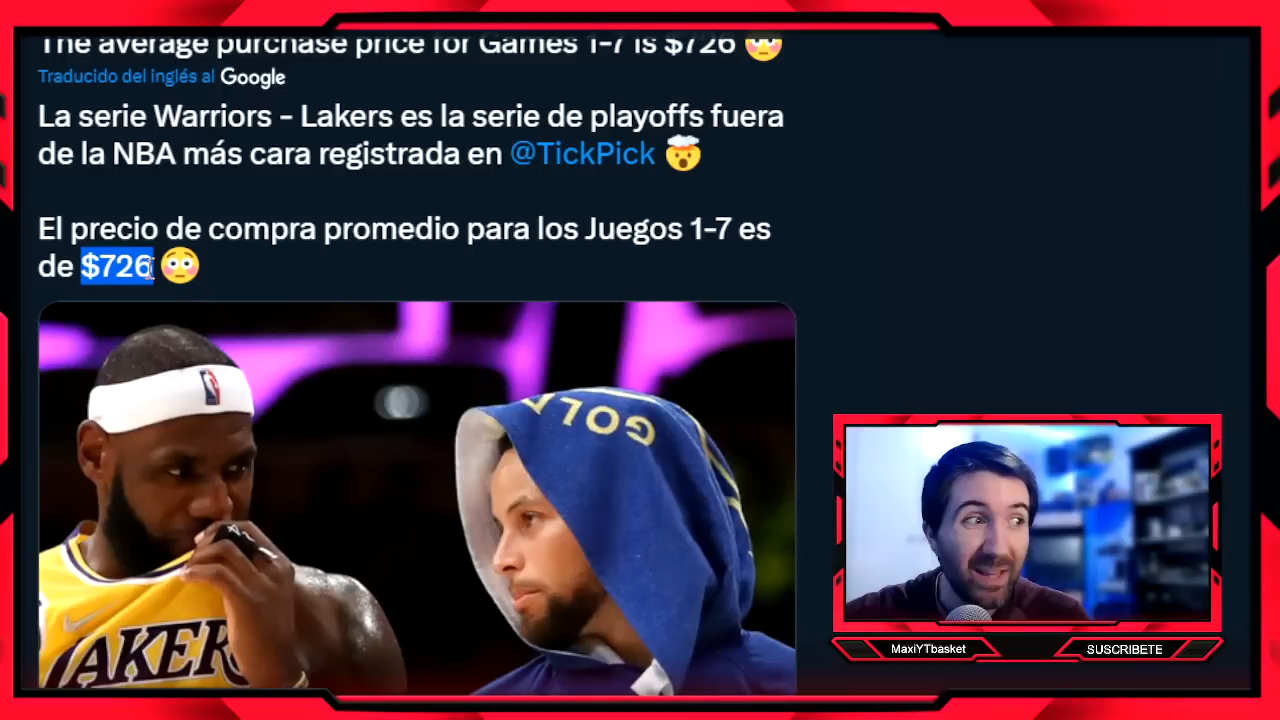 The average purchase price for Games 1-7 is $726 😳
Traducido del inglés al Google
La serie Warriors - Lakers es la serie de playoffs fuera
de la NBA más cara registrada en @TickPick 🤯
El precio de compra promedio para los Juegos 1-7 es
de $726 😳
GOLD
LAKERS
MaxiYTbasket
SUSCRIBETE